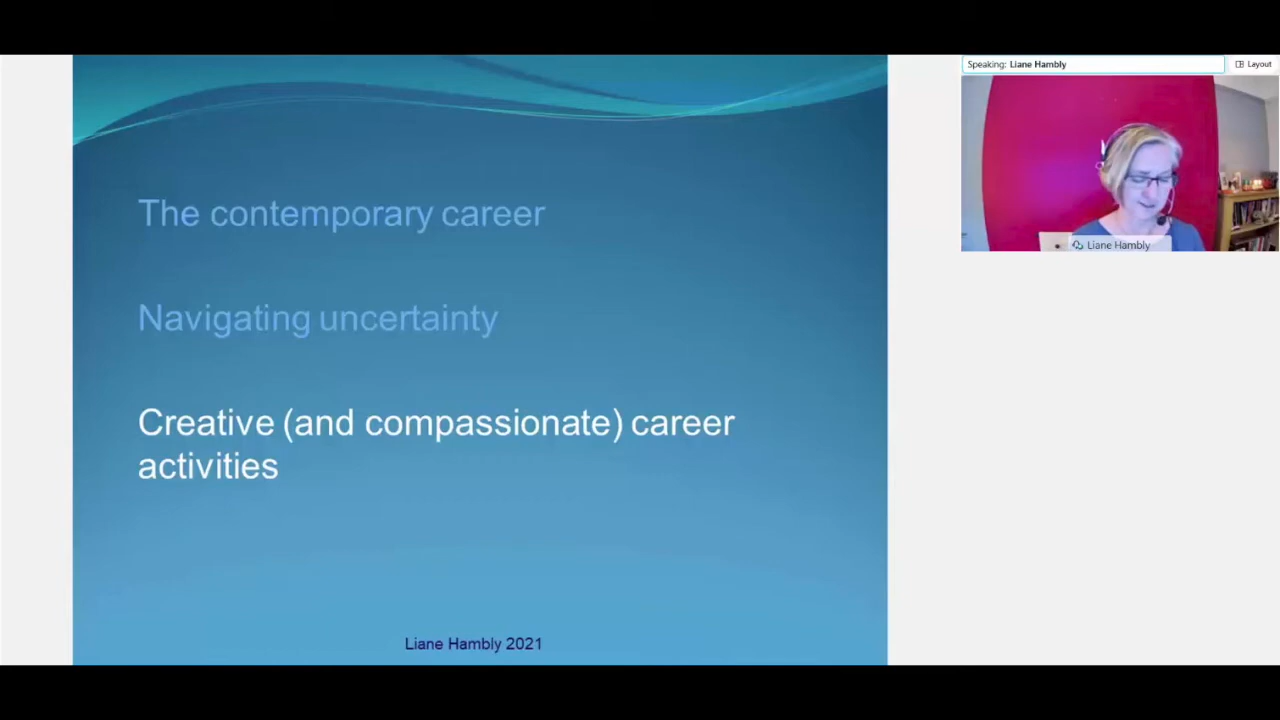 Speaking: Liane Hambly
Layout
Liane Hambly
The contemporary career
Navigating uncertainty
Creative (and compassionate) career
activities
Liane Hambly 2021